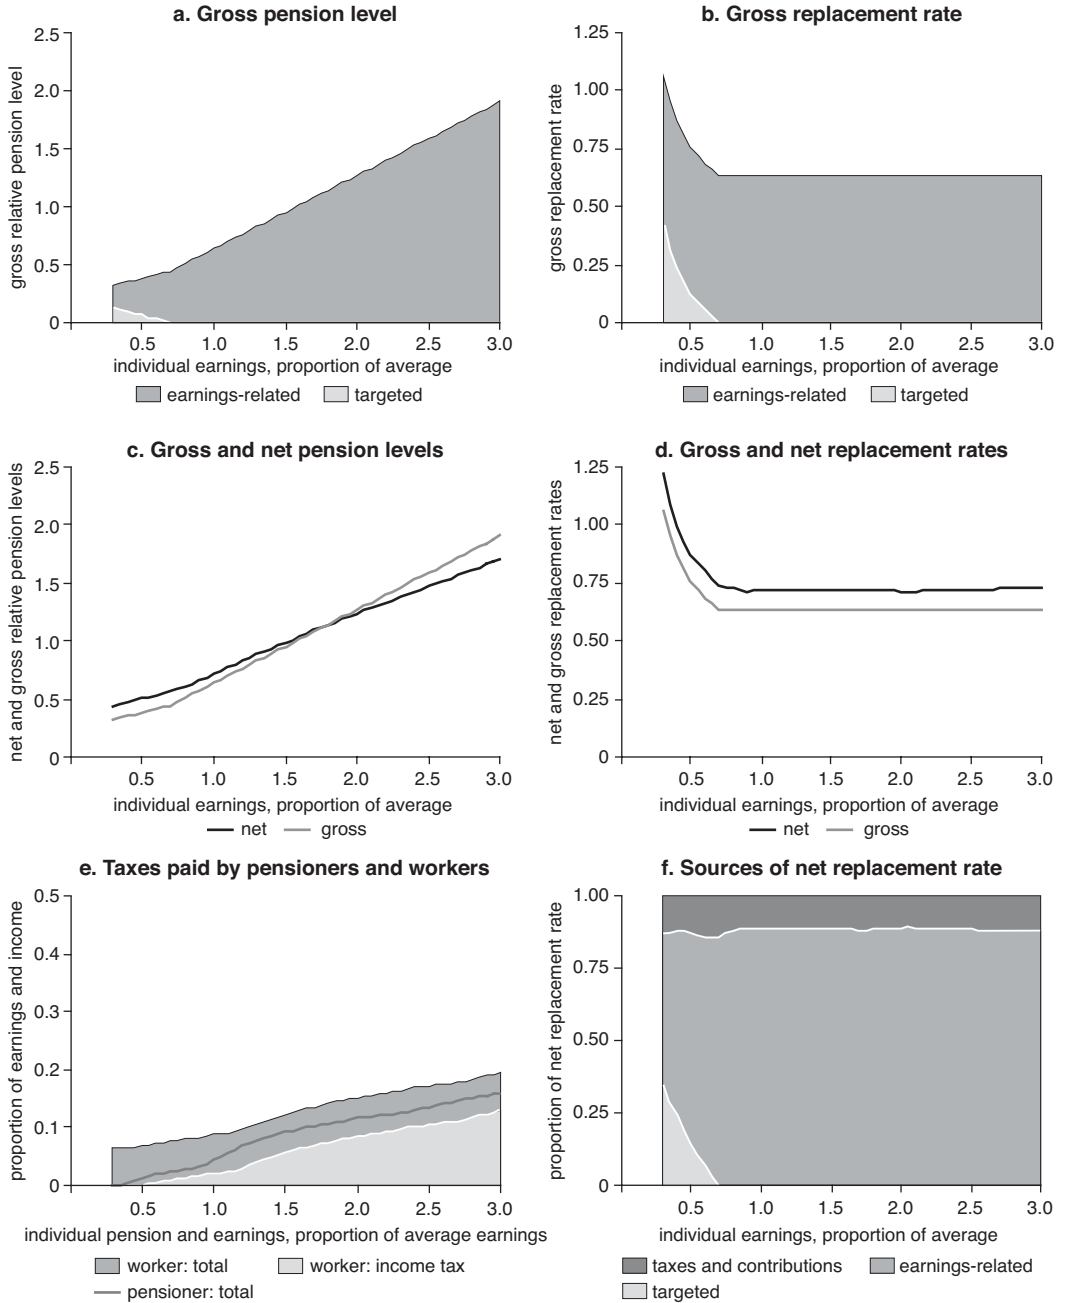 a. Gross pension level
gross relative pension level
2.5
2.0
1.5
1.0
0.5
0
0.5 1.0 1.5 2.0 2.5 3.0
individual earnings, proportion of average
earnings-related targeted
b. Gross replacement rate
gross replacement rate
1.25
1.00
0.75
0.50
0.25
0
0.5 1.0 1.5 2.0 2.5 3.0
individual earnings, proportion of average
earnings-related targeted
c. Gross and net pension levels
net and gross relative pension levels
2.5
2.0
1.5
1.0
0.5
0
0.5 1.0 1.5 2.0 2.5 3.0
individual earnings, proportion of average
net gross
d. Gross and net replacement rates
net and gross replacement rates
1.25
1.00
0.75
0.50
0.25
0
0.5 1.0 1.5 2.0 2.5 3.0
individual earnings, proportion of average
net gross
e. Taxes paid by pensioners and workers
proportion of earnings and income
0.5
0.4
0.3
0.2
0.1
0
0.5 1.0 1.5 2.0 2.5 3.0
individual pension and earnings, proportion of average earnings
worker: total worker: income tax
pensioner: total
f. Sources of net replacement rate
proportion of net replacement rate
1.00
0.75
0.50
0.25
0
0.5 1.0 1.5 2.0 2.5 3.0
individual earnings, proportion of average
taxes and contributions earnings-related
targeted